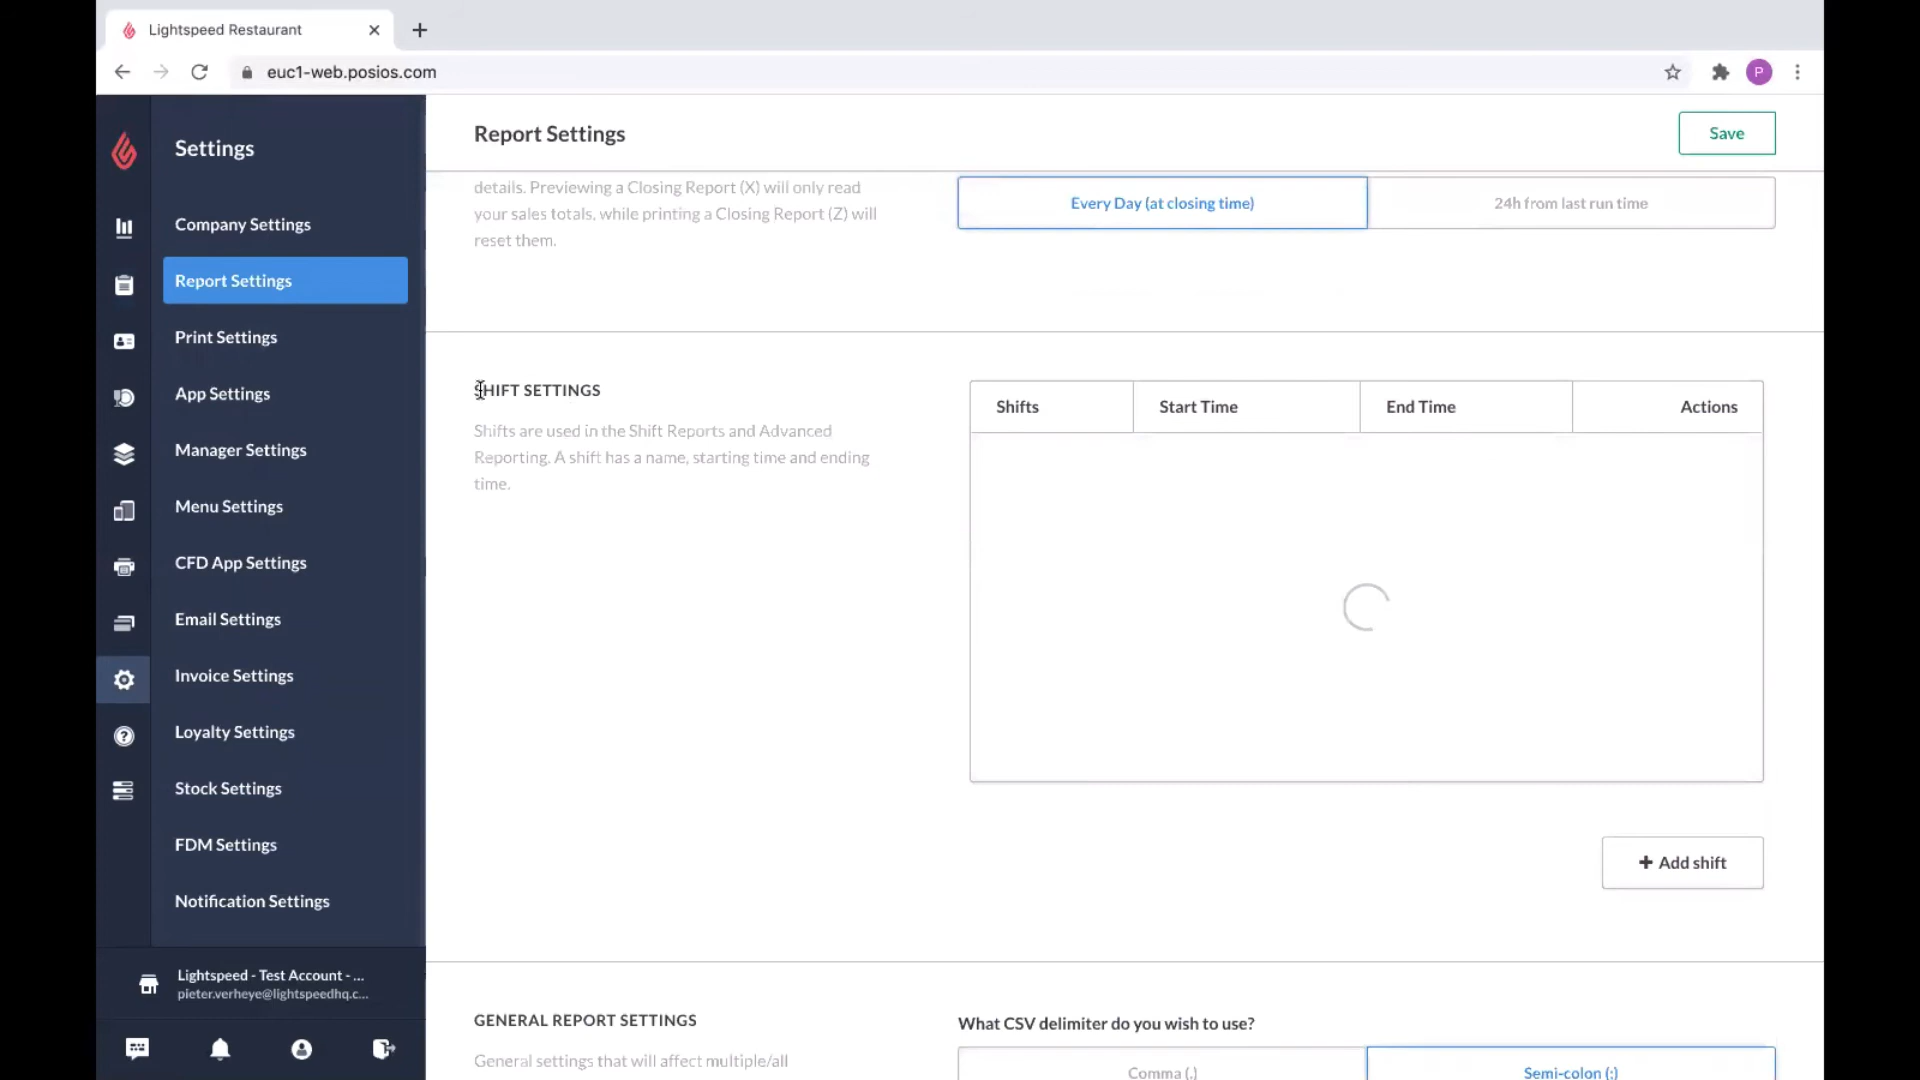 Lightspeed Restaurant
euc1-web.posios.com
P
Settings
Company Settings
Report Settings
Print Settings
App Settings
Manager Settings
Menu Settings
CFD App Settings
Email Settings
Invoice Settings
Loyalty Settings
Stock Settings
FDM Settings
Notification Settings
Lightspeed - Test Account - ...
pieter.verheye@lightspeedhq.c...
Report Settings
Save
details. Previewing a Closing Report (X) will only read
your sales totals, while printing a Closing Report (Z) will
reset them.
Every Day (at closing time)
24h from last run time
SHIFT SETTINGS
Shifts are used in the Shift Reports and Advanced
Reporting. A shift has a name, starting time and ending
time.
Shifts
Start Time
End Time
Actions
+ Add shift
GENERAL REPORT SETTINGS
General settings that will affect multiple/all
What CSV delimiter do you wish to use?
Comma (,)
Semi-colon (;)